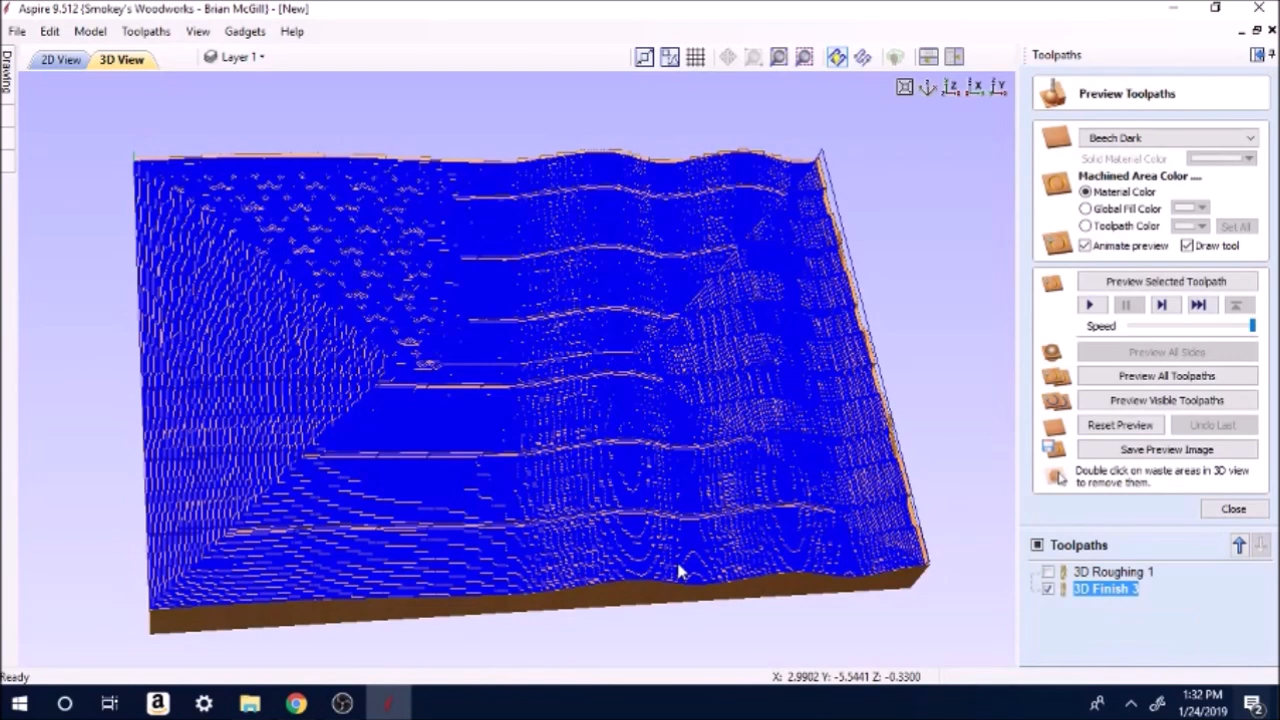 Aspire 9.512 {Smokey's Woodworks - Brian McGill} - [New]
File Edit Model Toolpaths View Gadgets Help
Drawing
2D View 3D View Layer 1
Z X Y
Toolpaths
Preview Toolpaths
Beech Dark
Solid Material Color
Machined Area Color ....
Material Color
Global Fill Color
Toolpath Color Set All
Animate preview Draw tool
Preview Selected Toolpath
Speed
Preview All Sides
Preview All Toolpaths
Preview Visible Toolpaths
Reset Preview Undo Last
Save Preview Image
Double click on waste areas in 3D view
to remove them.
Close
Toolpaths
3D Roughing 1
3D Finish 3
Ready
X: 2.9902 Y: -5.5441 Z: -0.3300
1:32 PM
1/24/2019
2